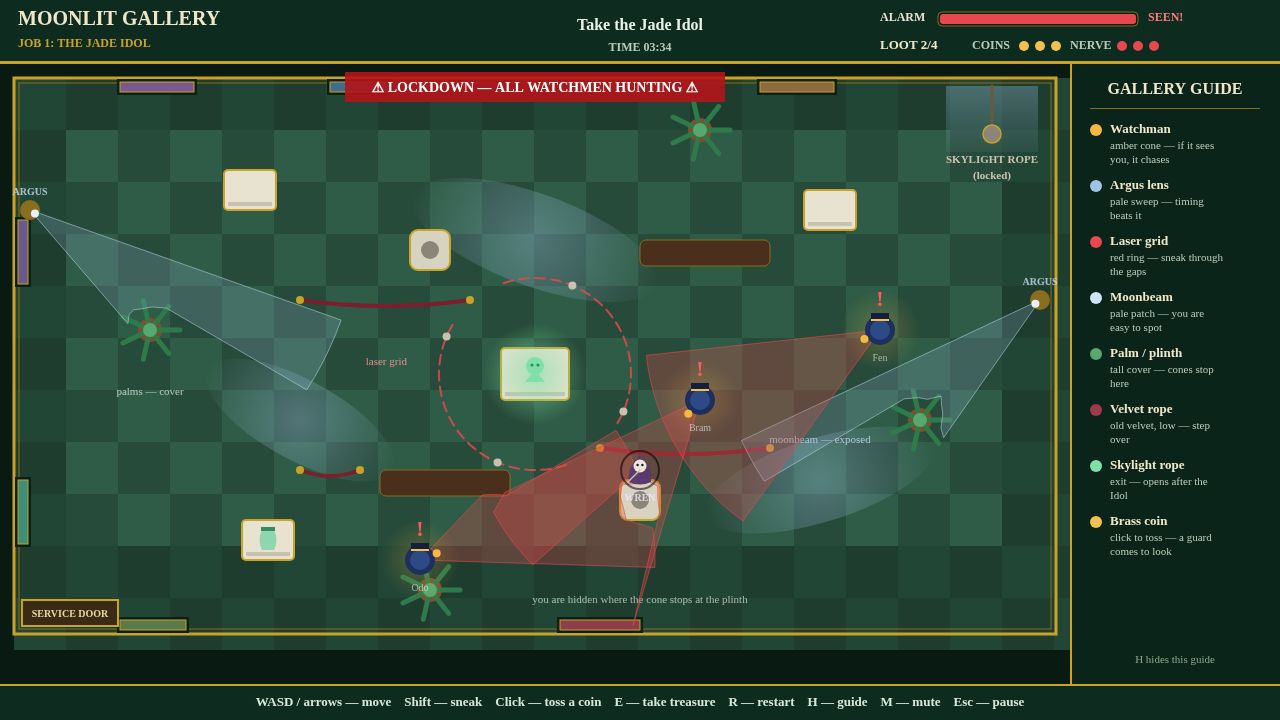 MOONLIT GALLERY
JOB 1: THE JADE IDOL
Take the Jade Idol
TIME 03:34
ALARM
SEEN!
LOOT 2/4
COINS
NERVE
⚠ LOCKDOWN — ALL WATCHMEN HUNTING ⚠
SKYLIGHT ROPE
(locked)
ARGUS
ARGUS
!
Fen
laser grid
!
Bram
palms — cover
moonbeam — exposed
WREN
!
Odo
you are hidden where the cone stops at the plinth
SERVICE DOOR
GALLERY GUIDE
Watchman
amber cone — if it sees
you, it chases
Argus lens
pale sweep — timing
beats it
Laser grid
red ring — sneak through
the gaps
Moonbeam
pale patch — you are
easy to spot
Palm / plinth
tall cover — cones stop
here
Velvet rope
old velvet, low — step
over
Skylight rope
exit — opens after the
Idol
Brass coin
click to toss — a guard
comes to look
H hides this guide
WASD / arrows — move Shift — sneak Click — toss a coin E — take treasure R — restart H — guide M — mute Esc — pause